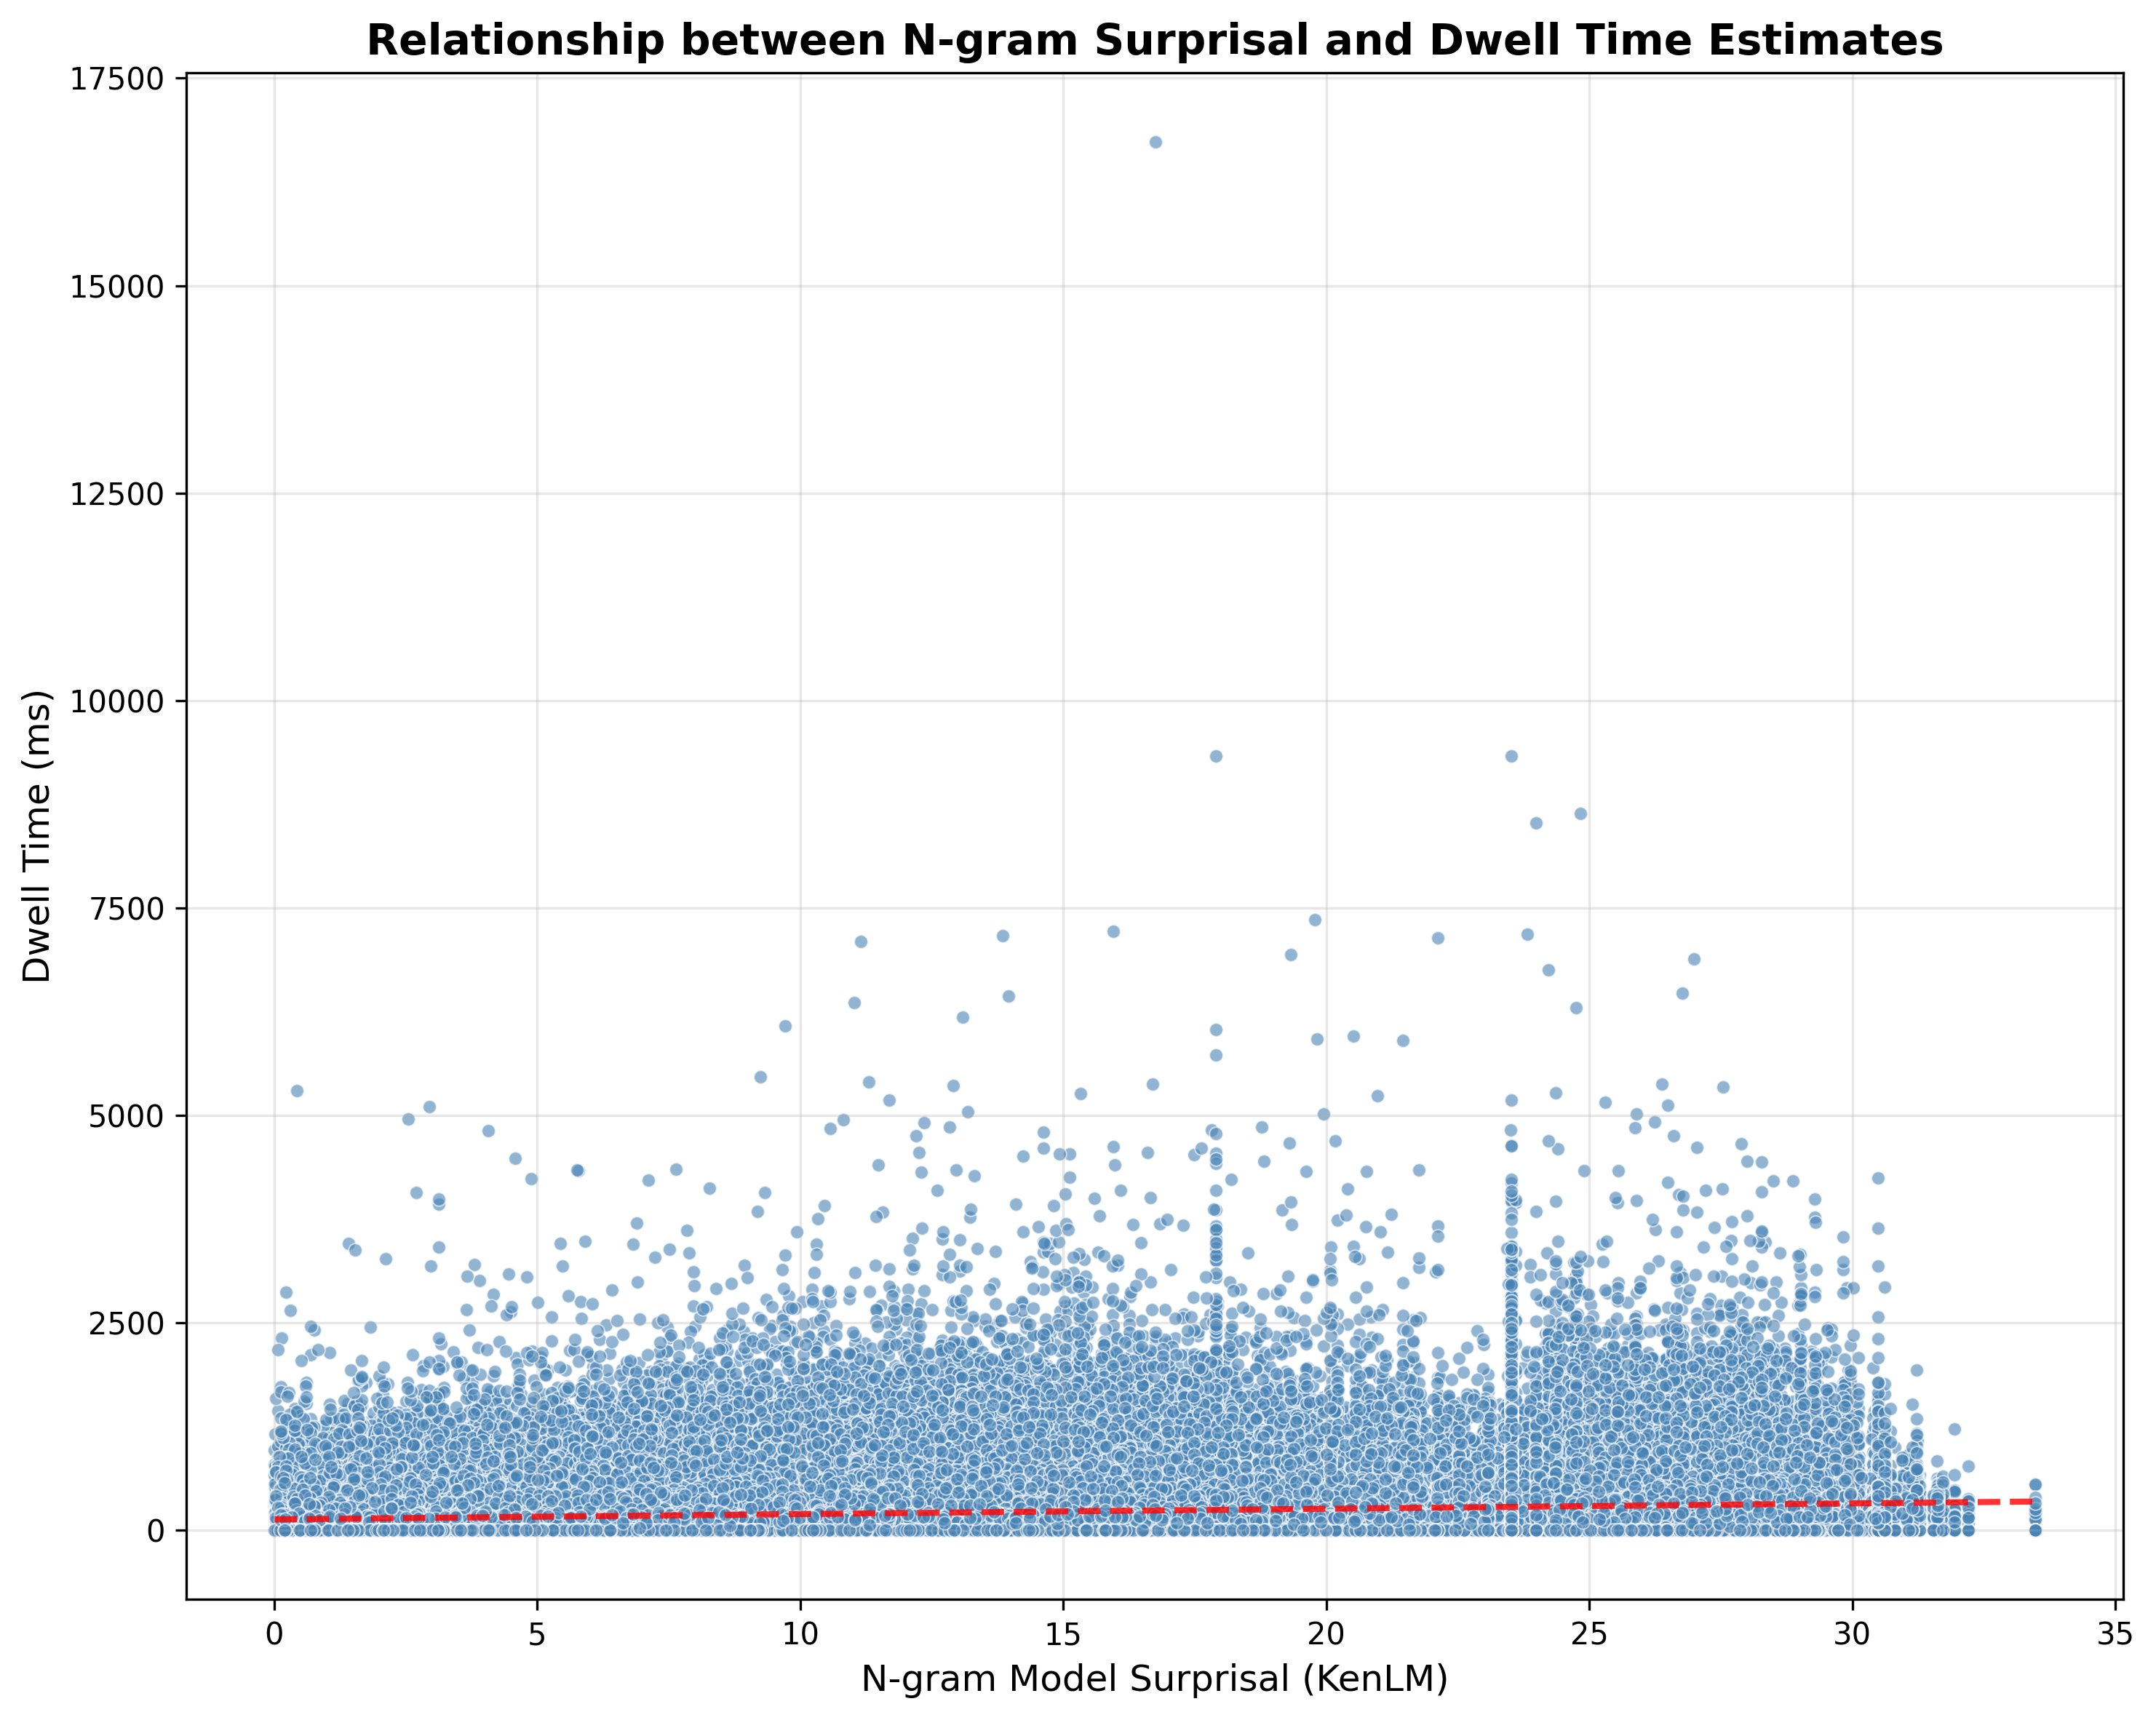 Relationship between N-gram Surprisal and Dwell Time Estimates
17500
15000
12500
10000
7500
5000
2500
0
Dwell Time (ms)
0 5 10 15 20 25 30 35
N-gram Model Surprisal (KenLM)